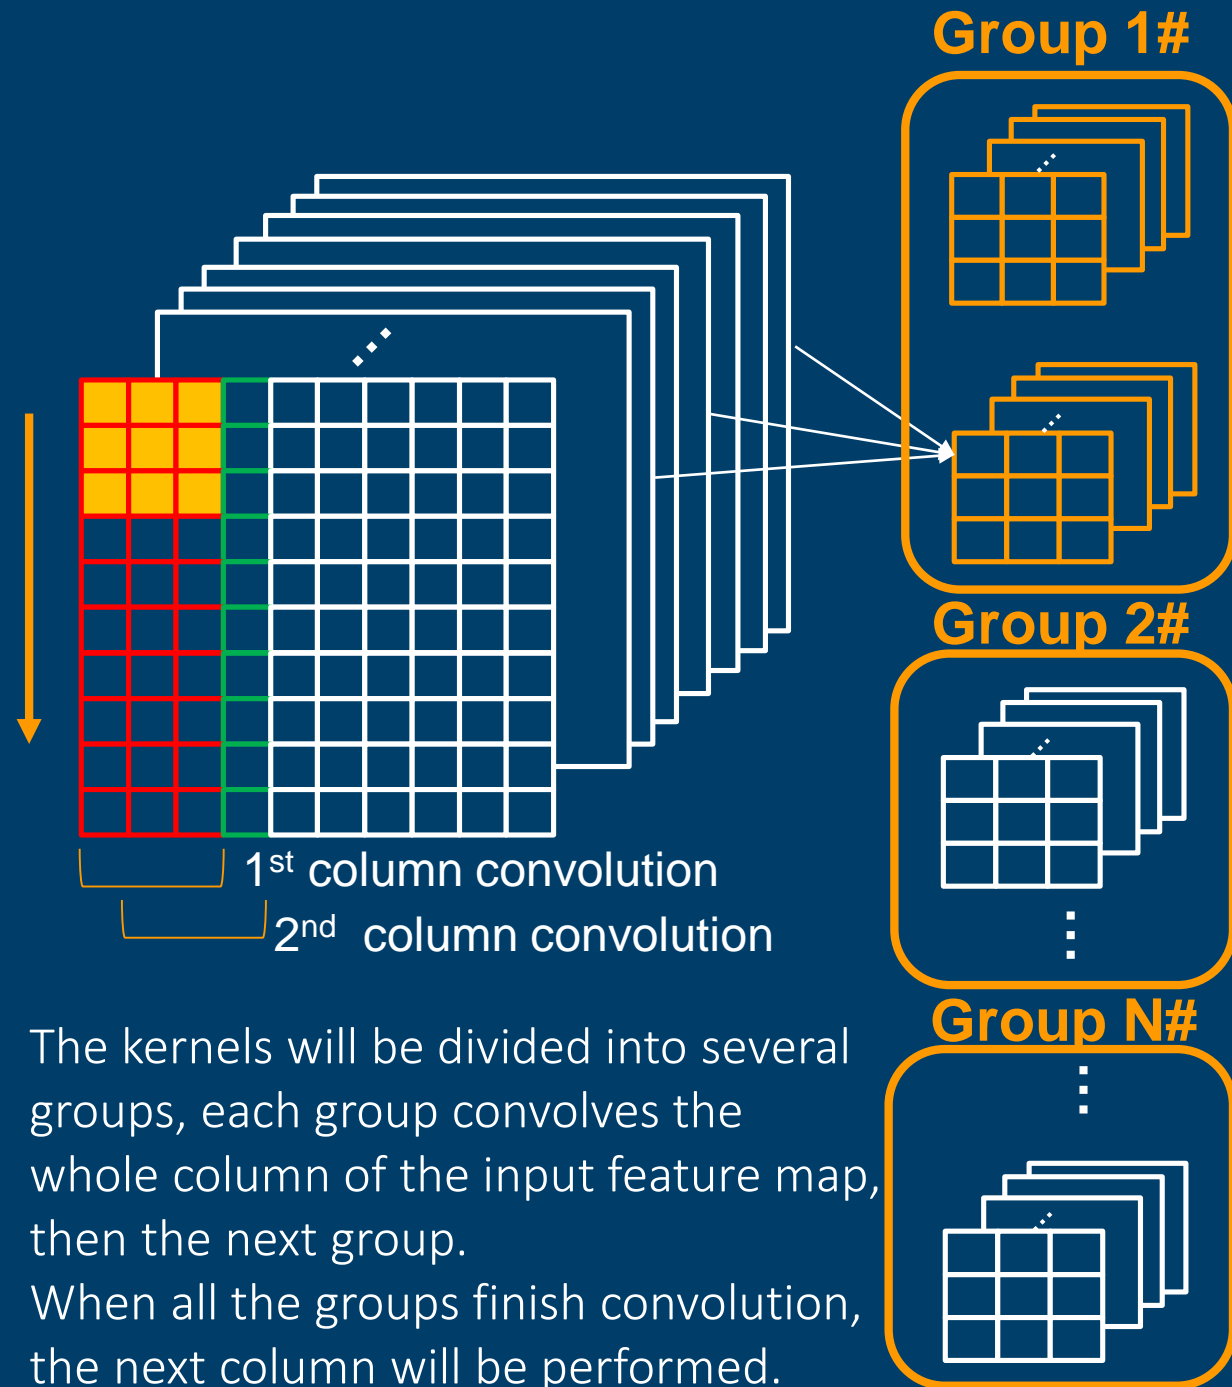 Group 1#
Group 2#
1st column convolution
2nd column convolution
Group N#
The kernels will be divided into several
groups, each group convolves the
whole column of the input feature map,
then the next group.
When all the groups finish convolution,
the next column will be performed.